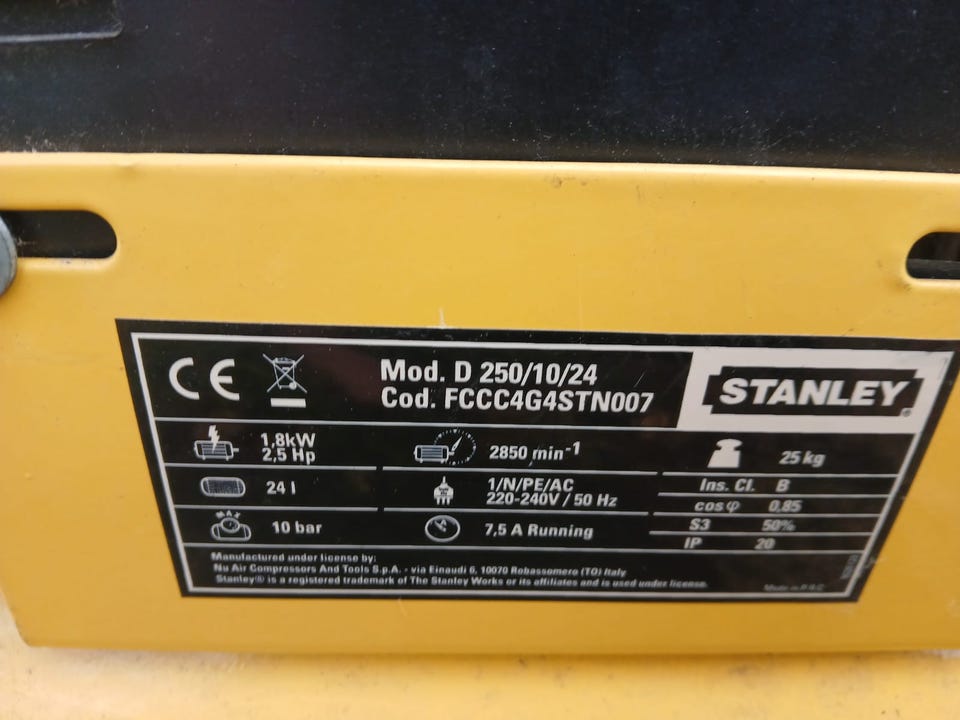 CE
Mod. D 250/10/24
Cod. FCCC4G4STN007
STANLEY®
1,8kW
2,5 Hp
2850 min-1
25 kg
24 l
1/N/PE/AC
220-240V / 50 Hz
Ins. Cl. B
cosφ 0,85
MAX
10 bar
7,5 A Running
S3 50%
IP 20
Manufactured under license by:
Nu Air Compressors And Tools S.p.A. - via Einaudi 6, 10070 Robassomero (TO) Italy
Stanley® is a registered trademark of The Stanley Works or its affiliates and is used under license.
Made in P.R.C.